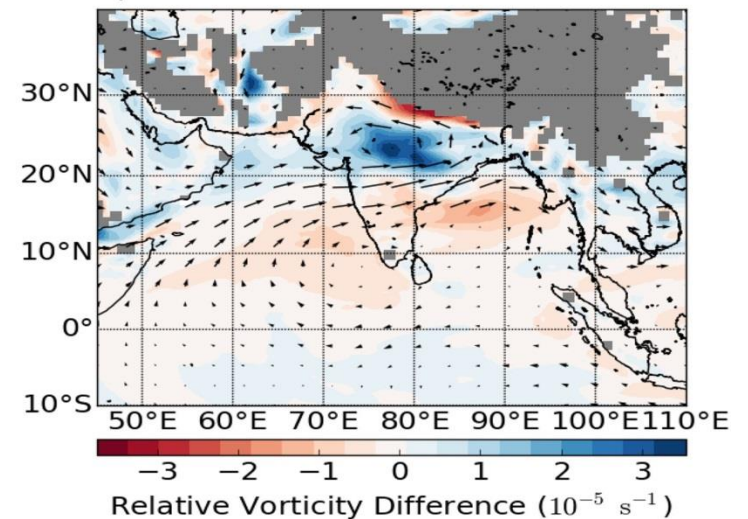 30°N
20°N
10°N
0°
10°S
50°E 60°E 70°E 80°E 90°E 100°E 110°E
−3 −2 −1 0 1 2 3
Relative Vorticity Difference (10⁻⁵ s⁻¹)